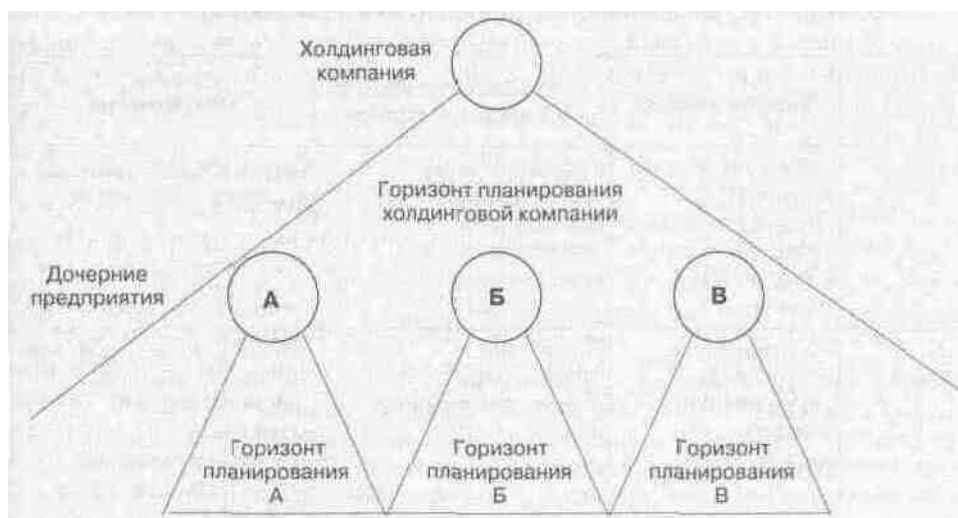 Холдинговая
компания
Горизонт планирования
холдинговой компании
Дочерние
предприятия
А
Б
В
Горизонт
планирования
А
Горизонт
планирования
Б
Горизонт
планирования
В